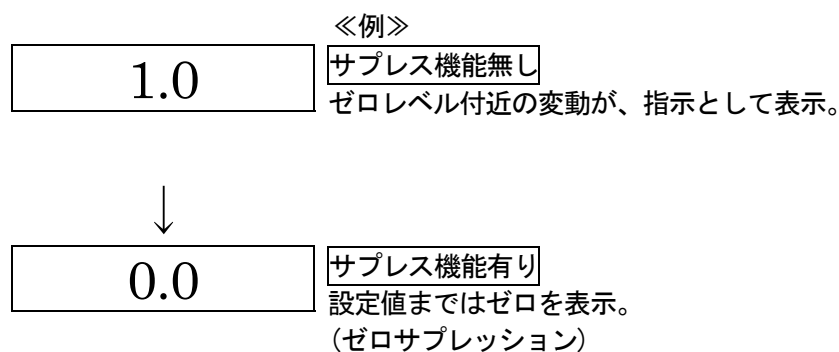 ≪例≫
1.0
サプレス機能無し
ゼロレベル付近の変動が、指示として表示。
↓
0.0
サプレス機能有り
設定値まではゼロを表示。
(ゼロサプレッション)